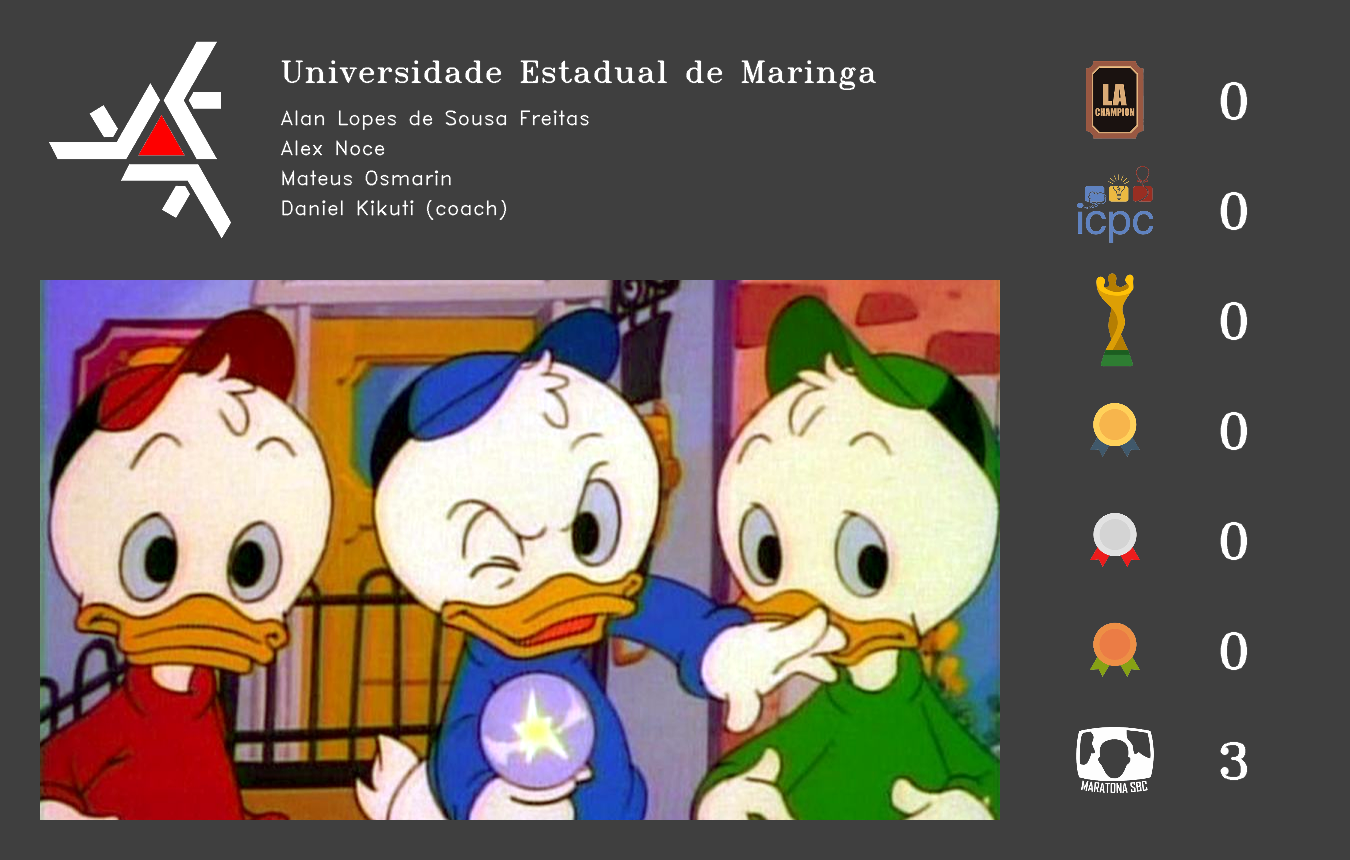 Universidade Estadual de Maringa
Alan Lopes de Sousa Freitas
Alex Noce
Mateus Osmarin
Daniel Kikuti (coach)
LA
CHAMPION
0
icpc
0
0
0
0
0
MARATONA SBC
3